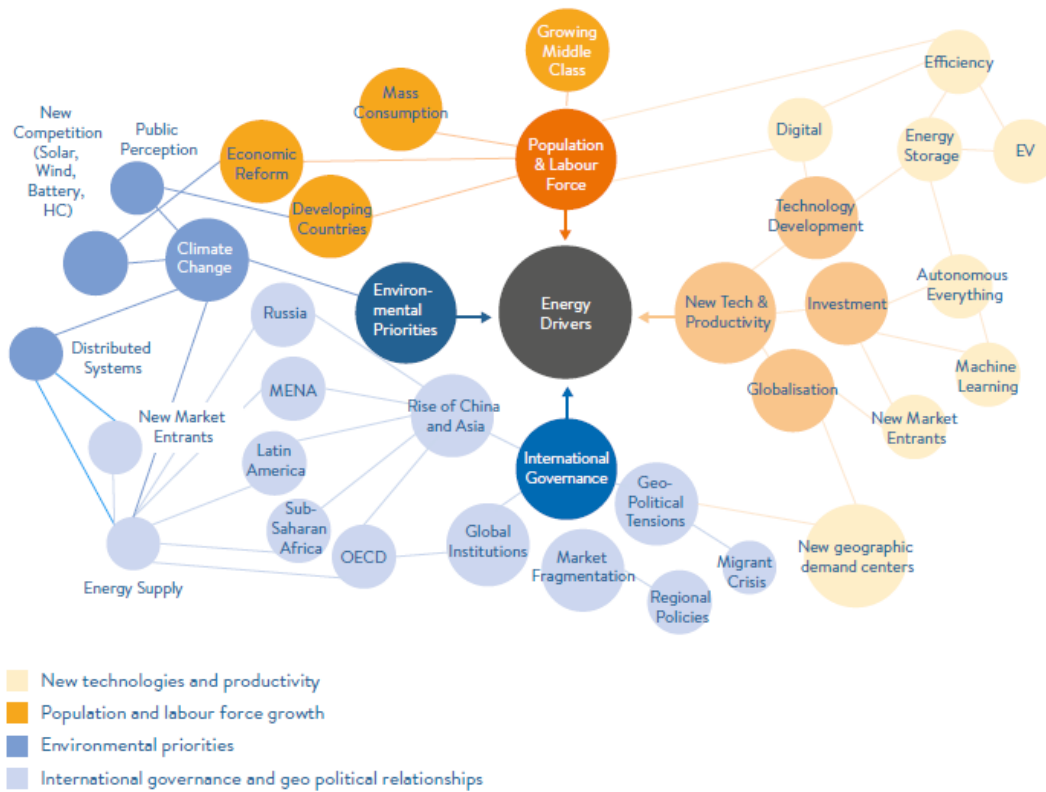 Growing
Middle
Class
Mass
Consumption
Population
& Labour
Force
Economic
Reform
Developing
Countries
New
Competition
(Solar,
Wind,
Battery,
HC)
Public
Perception
Climate
Change
Distributed
Systems
Environ-
mental
Priorities
Energy
Drivers
Efficiency
Digital
Energy
Storage
EV
Technology
Development
New Tech &
Productivity
Investment
Autonomous
Everything
Machine
Learning
Globalisation
New Market
Entrants
New geographic
demand centers
Russia
MENA
New Market
Entrants
Latin
America
Sub-
Saharan
Africa
OECD
Energy Supply
Rise of China
and Asia
International
Governance
Global
Institutions
Geo-
Political
Tensions
Market
Fragmentation
Regional
Policies
Migrant
Crisis
New technologies and productivity
Population and labour force growth
Environmental priorities
International governance and geo political relationships